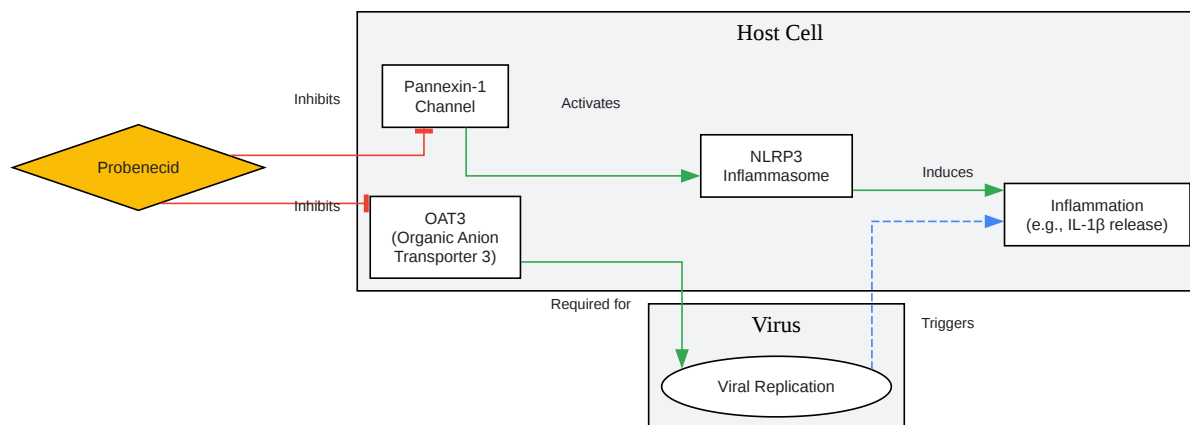 Host Cell
Pannexin-1
Channel
Inhibits
Activates
Probenecid
NLRP3
Inflammasome
Induces
Inhibits
OAT3
(Organic Anion
Transporter 3)
Inflammation
(e.g., IL-1β release)
Required for
Virus
Triggers
Viral Replication